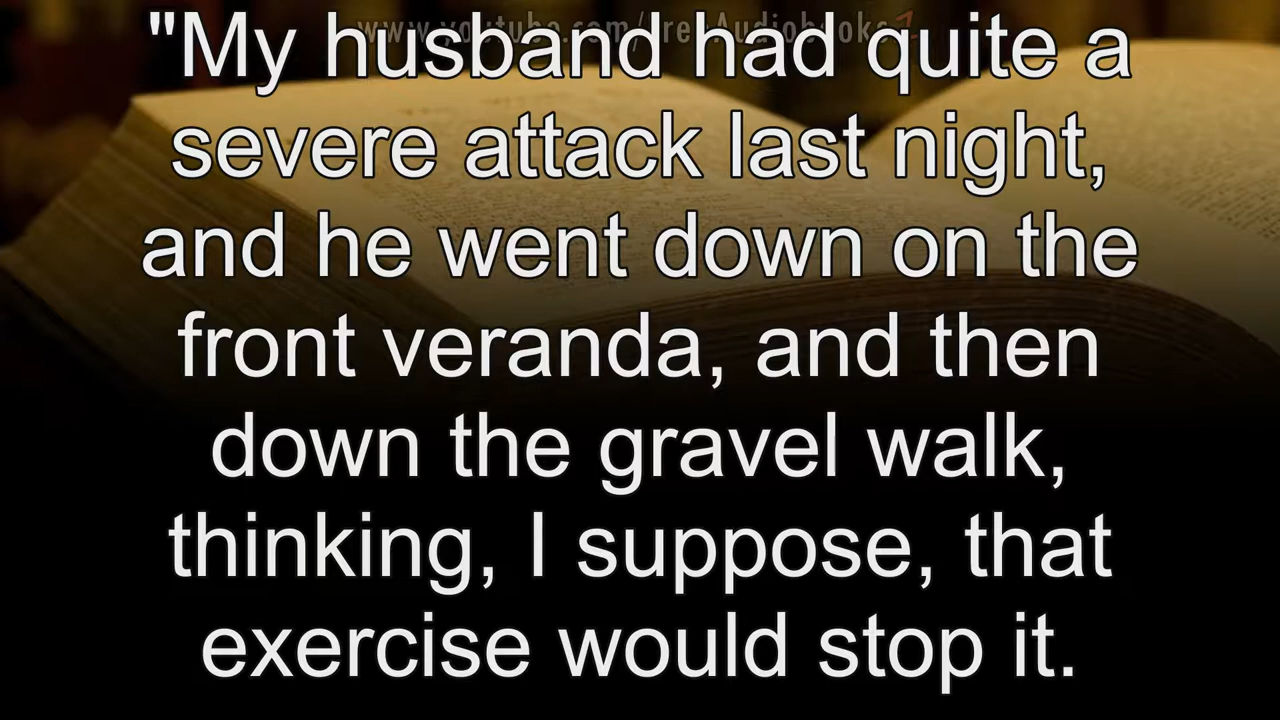 "My husband had quite a
severe attack last night,
and he went down on the
front veranda, and then
down the gravel walk,
thinking, I suppose, that
exercise would stop it.